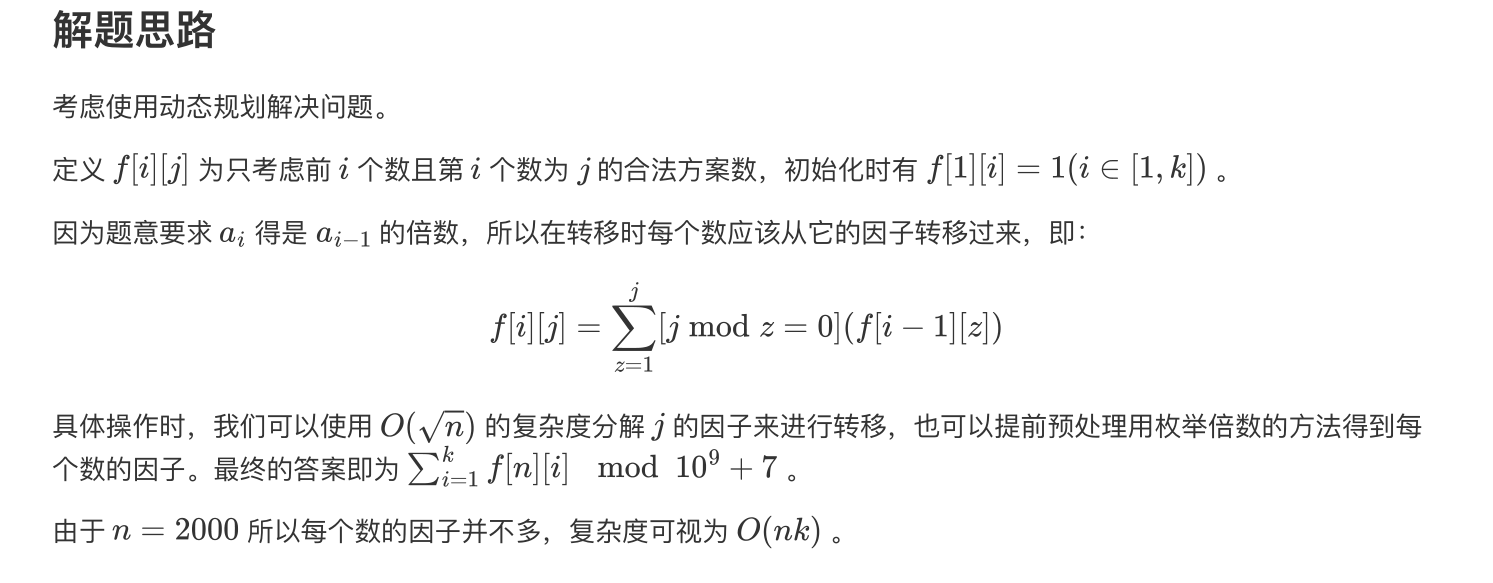 解题思路
考虑使用动态规划解决问题。
定义 $f[i][j]$ 为只考虑前 $i$ 个数且第 $i$ 个数为 $j$ 的合法方案数，初始化时有 $f[1][i] = 1(i \in [1, k])$ 。
因为题意要求 $a_i$ 得是 $a_{i-1}$ 的倍数，所以在转移时每个数应该从它的因子转移过来，即：
$f[i][j] = \sum_{z=1}^{j} [j \bmod z = 0](f[i-1][z])$
具体操作时，我们可以使用 $O(\sqrt{n})$ 的复杂度分解 $j$ 的因子来进行转移，也可以提前预处理用枚举倍数的方法得到每
个数的因子。最终的答案即为 $\sum_{i=1}^{k} f[n][i] \mod 10^9 + 7$ 。
由于 $n = 2000$ 所以每个数的因子并不多，复杂度可视为 $O(nk)$ 。